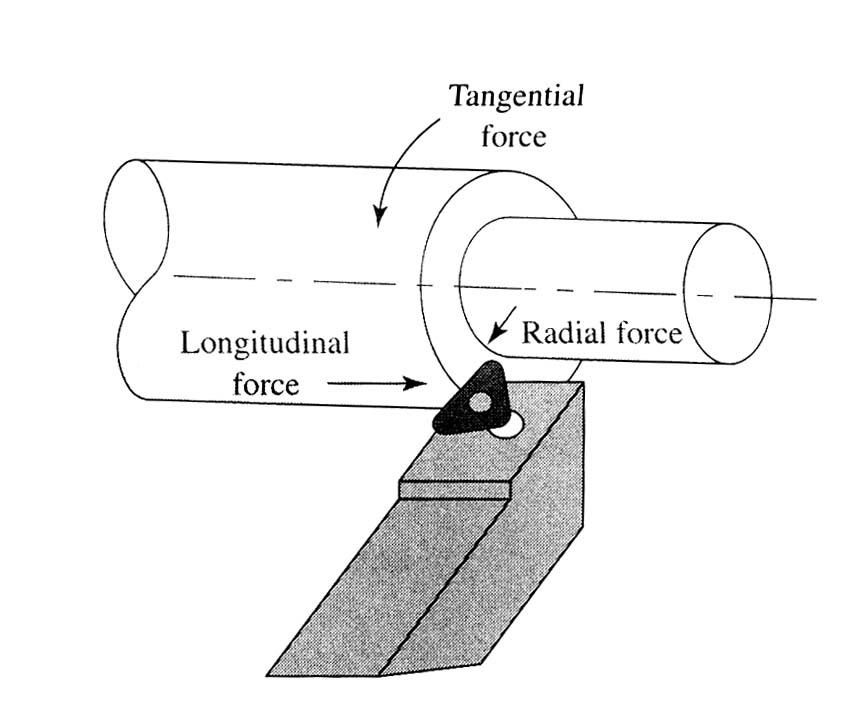 Tangential
force
Radial force
Longitudinal
force